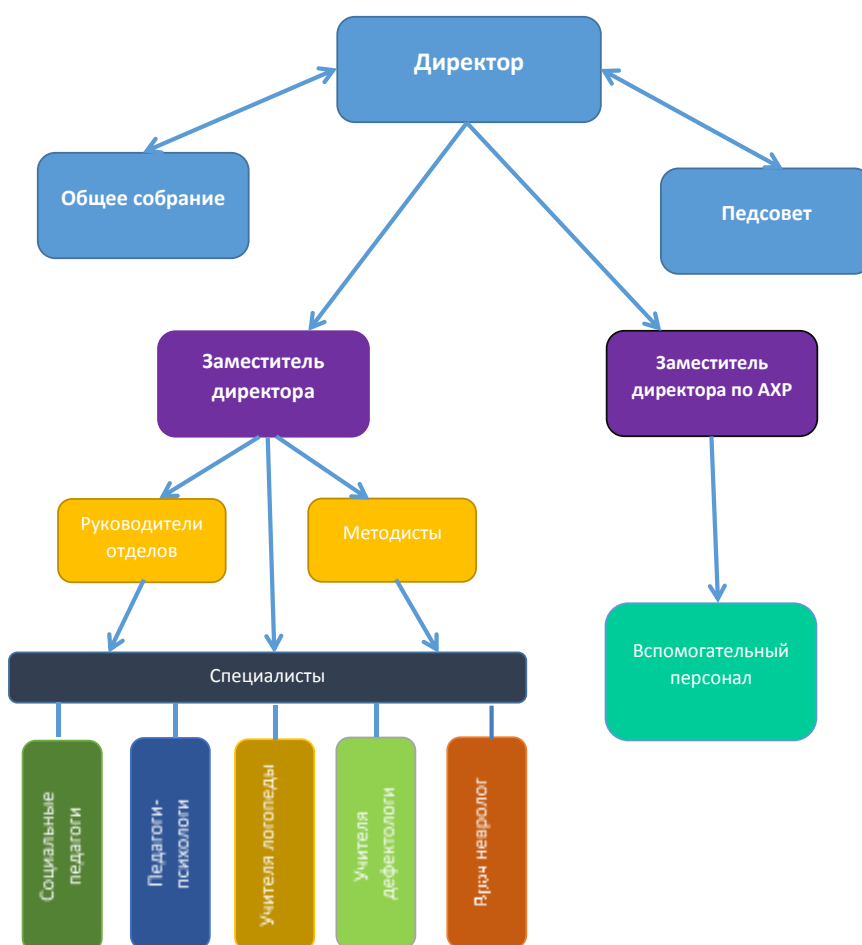 Директор
Общее собрание
Педсовет
Заместитель
директора
Заместитель
директора по АХР
Руководители
отделов
Методисты
Вспомогательный
персонал
Специалисты
Социальные
педагоги
Педагоги-
психологи
Учителя логопеды
Учителя
дефектологи
Врач невролог